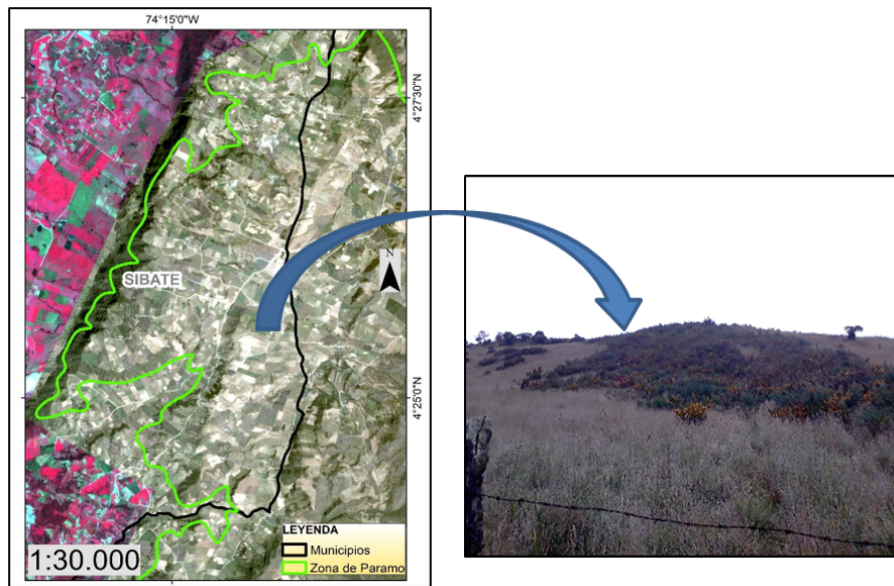 74°15'0"W
4°27'30"N
N
SIBATE
4°25'0"N
LEYENDA
Municipios
Zona de Paramo
1:30.000